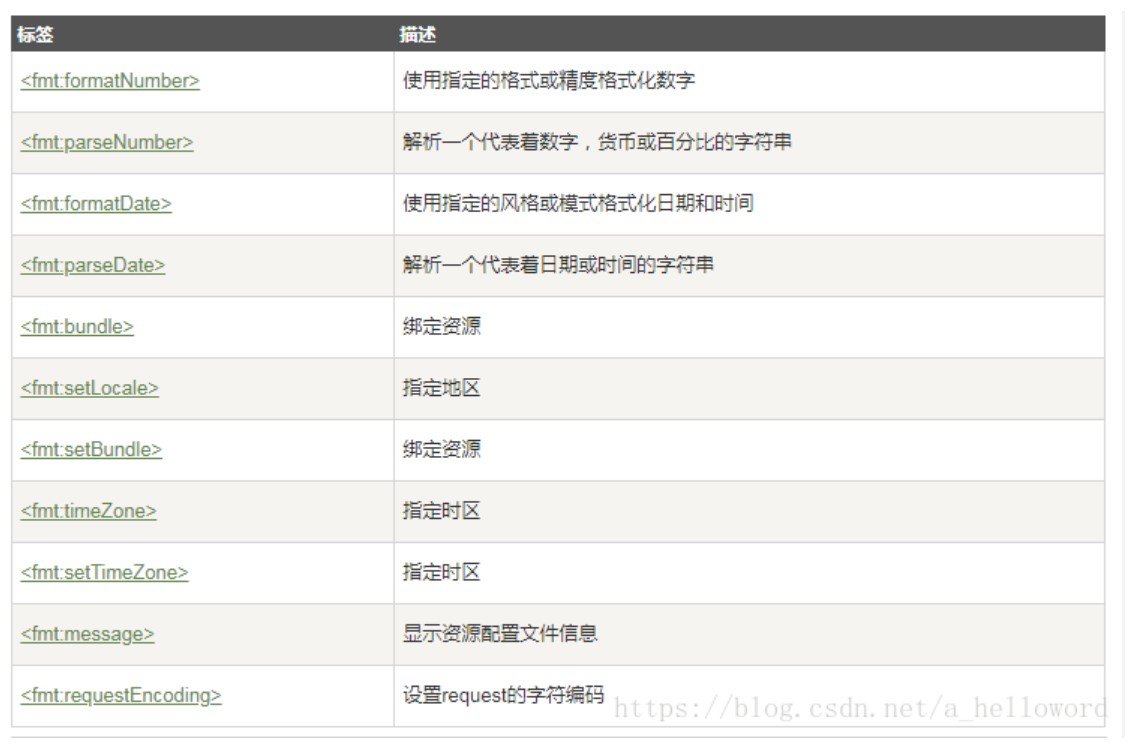 标签 描述
<fmt:formatNumber> 使用指定的格式或精度格式化数字
<fmt:parseNumber> 解析一个代表着数字，货币或百分比的字符串
<fmt:formatDate> 使用指定的风格或模式格式化日期和时间
<fmt:parseDate> 解析一个代表着日期或时间的字符串
<fmt:bundle> 绑定资源
<fmt:setLocale> 指定地区
<fmt:setBundle> 绑定资源
<fmt:timeZone> 指定时区
<fmt:setTimeZone> 指定时区
<fmt:message> 显示资源配置文件信息
<fmt:requestEncoding> 设置request的字符编码
https://blog.csdn.net/a_helloword